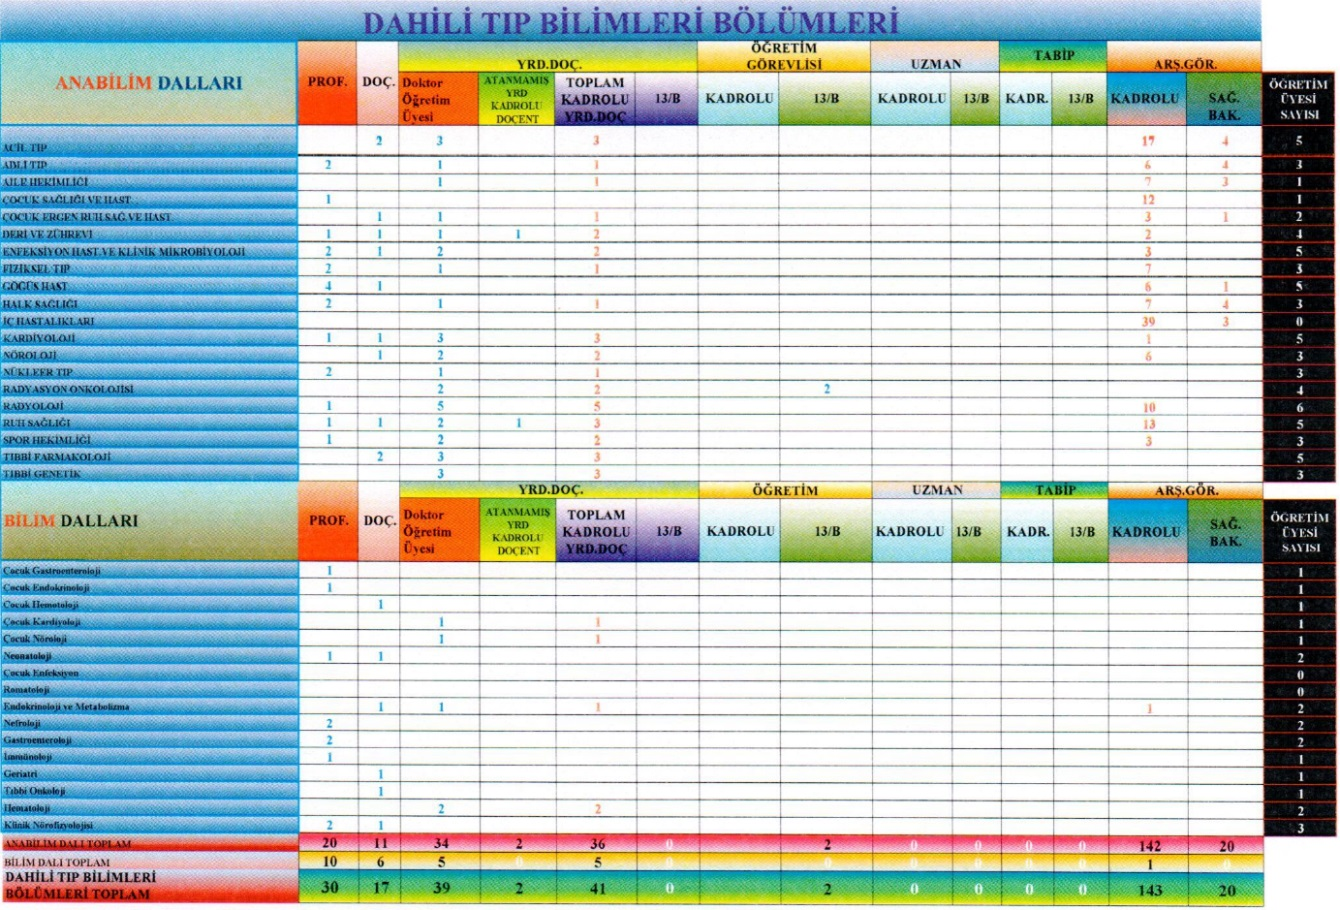 DAHİLİ TIP BİLİMLERİ BÖLÜMLERİ
ANABİLİM DALLARI PROF. DOÇ. YRD.DOÇ. ÖĞRETİM GÖREVLİSİ UZMAN TABİP ARŞ.GÖR. ÖĞRETİM ÜYESİ SAYISI
Doktor Öğretim Üyesi ATANMAMIŞ YRD KADROLU DOÇENT TOPLAM KADROLU YRD.DOÇ 13/B KADROLU 13/B KADROLU 13/B KADR. 13/B KADROLU SAĞ. BAK.
ACİL TIP 2 3 3 17 4 5
ADLİ TIP 2 1 1 6 4 3
AİLE HEKİMLİĞİ 1 1 7 3 1
ÇOCUK SAĞLIĞI VE HAST. 1 12 1
ÇOCUK ERGEN RUH.SAĞ.VE HAST. 1 1 1 3 1 2
DERİ VE ZÜHREVİ 1 1 1 1 2 2 4
ENFEKSİYON HAST.VE KLİNİK MİKROBİYOLOJİ 2 1 2 2 3 5
FİZİKSEL TIP 2 1 1 7 3
GÖĞÜS HAST. 4 1 6 1 5
HALK SAĞLIĞI 2 1 1 7 4 3
İÇ HASTALIKLARI 39 3 0
KARDİYOLOJİ 1 1 3 3 1 5
NÖROLOJİ 1 2 2 6 3
NÜKLEER TIP 2 1 1 3
RADYASYON ONKOLOJİSİ 2 2 2 4
RADYOLOJİ 1 5 5 10 6
RUH SAĞLIĞI 1 1 2 1 3 13 5
SPOR HEKİMLİĞİ 1 2 2 3 3
TIBBİ FARMAKOLOJİ 2 3 3 5
TIBBİ GENETİK 3 3 3
BİLİM DALLARI PROF. DOÇ. YRD.DOÇ. ÖĞRETİM UZMAN TABİP ARŞ.GÖR. ÖĞRETİM ÜYESİ SAYISI
Doktor Öğretim Üyesi ATANMAMIŞ YRD KADROLU DOÇENT TOPLAM KADROLU YRD.DOÇ 13/B KADROLU 13/B KADROLU 13/B KADR. 13/B KADROLU SAĞ. BAK.
Çocuk Gastroenteroloji 1 1
Çocuk Endokrinoloji 1 1
Çocuk Hemotoloji 1 1
Çocuk Kardiyoloji 1 1 1
Çocuk Nöroloji 1 1 1
Neonatoloji 1 1 2
Çocuk Enfeksiyon 0
Romatoloji 0
Endokrinoloji ve Metabolizma 1 1 1 1 2
Nefroloji 2 2
Gastroenteroloji 2 2
İmmünoloji 1 1
Geriatri 1 1
Tıbbi Onkoloji 1 1
Hematoloji 2 2 2
Klinik Nörofizyolojisi 2 1 3
ANABİLİM DALI TOPLAM 20 11 34 2 36 0 2 0 0 0 0 142 20
BİLİM DALI TOPLAM 10 6 5 0 5 0 0 0 0 0 0 1 0
DAHİLİ TIP BİLİMLERİ
BÖLÜMLERİ TOPLAM 30 17 39 2 41 0 2 0 0 0 0 143 20